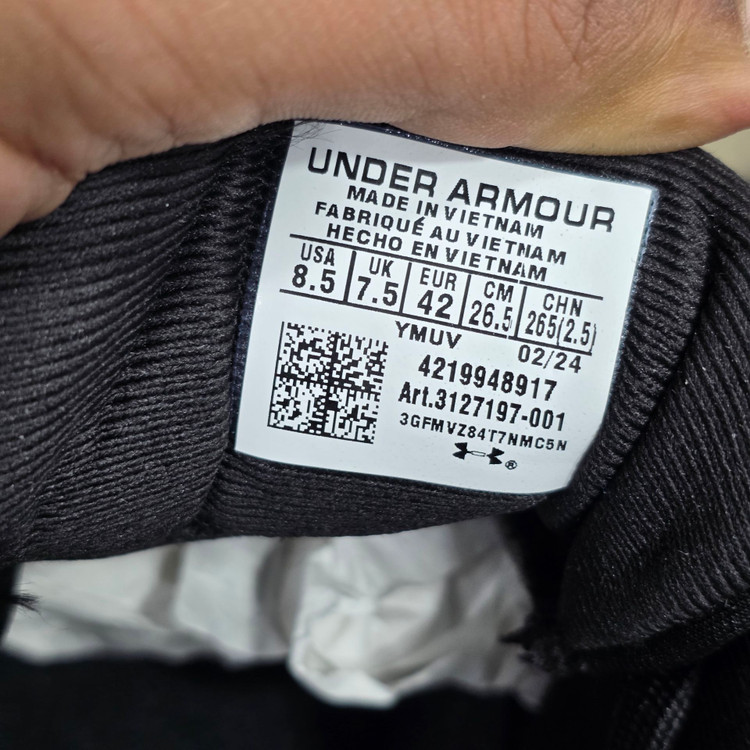 UNDER ARMOUR
MADE IN VIETNAM
FABRIQUÉ AU VIETNAM
HECHO EN VIETNAM
USA UK EUR CM CHN
8.5 7.5 42 26.5 265(2.5)
YMUV 02/24
4219948917
Art.3127197-001
3GFMVZ84T7NMC5N
®